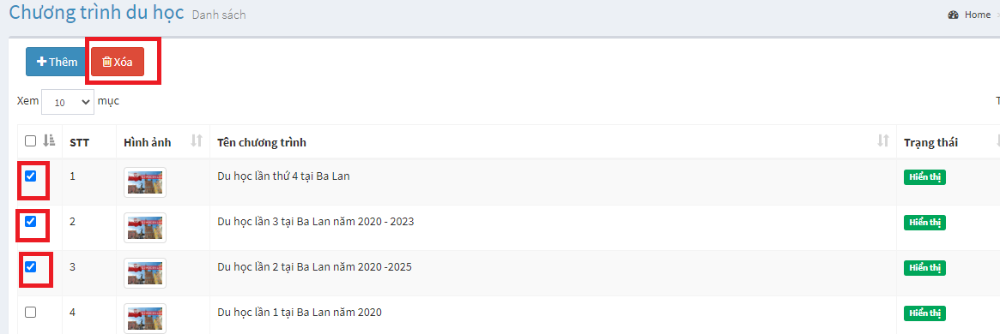 Chương trình du học Danh sách
Home >
Thêm Xóa
Xem 10 mục
STT Hình ảnh Tên chương trình Trạng thái
1 Du học lần thứ 4 tại Ba Lan Hiển thị
2 Du học lần 3 tại Ba Lan năm 2020 - 2023 Hiển thị
3 Du học lần 2 tại Ba Lan năm 2020 -2025 Hiển thị
4 Du học lần 1 tại Ba Lan năm 2020 Hiển thị